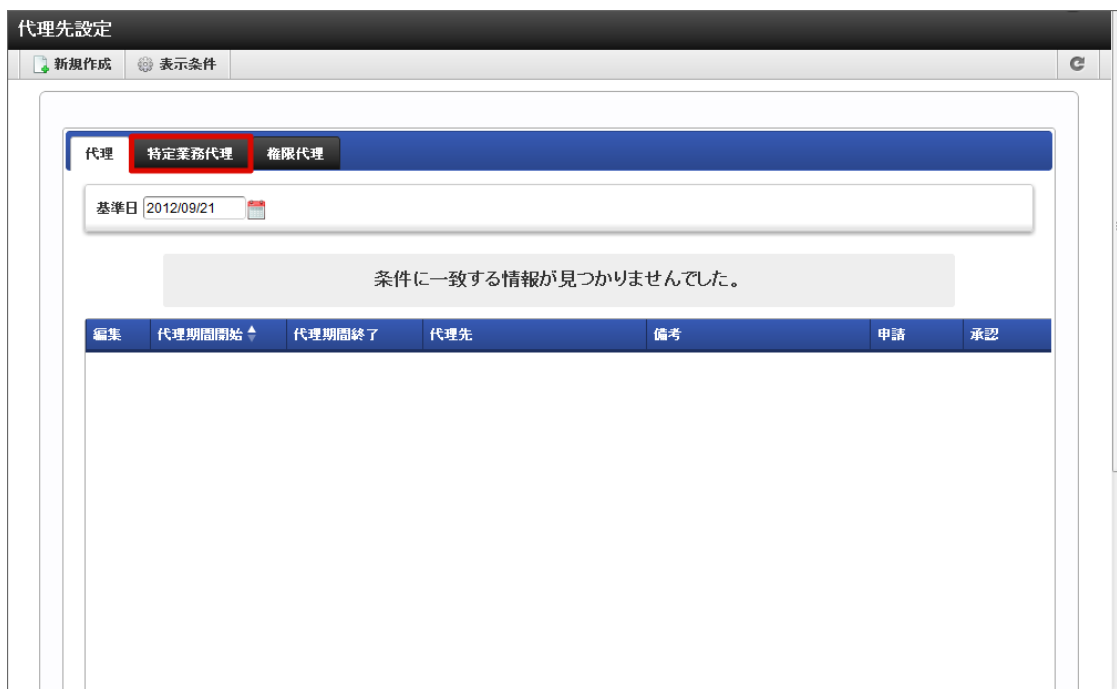 代理先設定
新規作成 表示条件
代理 特定業務代理 権限代理
基準日 2012/09/21
条件に一致する情報が見つかりませんでした。
編集 代理期間開始 代理期間終了 代理先 備考 申請 承認